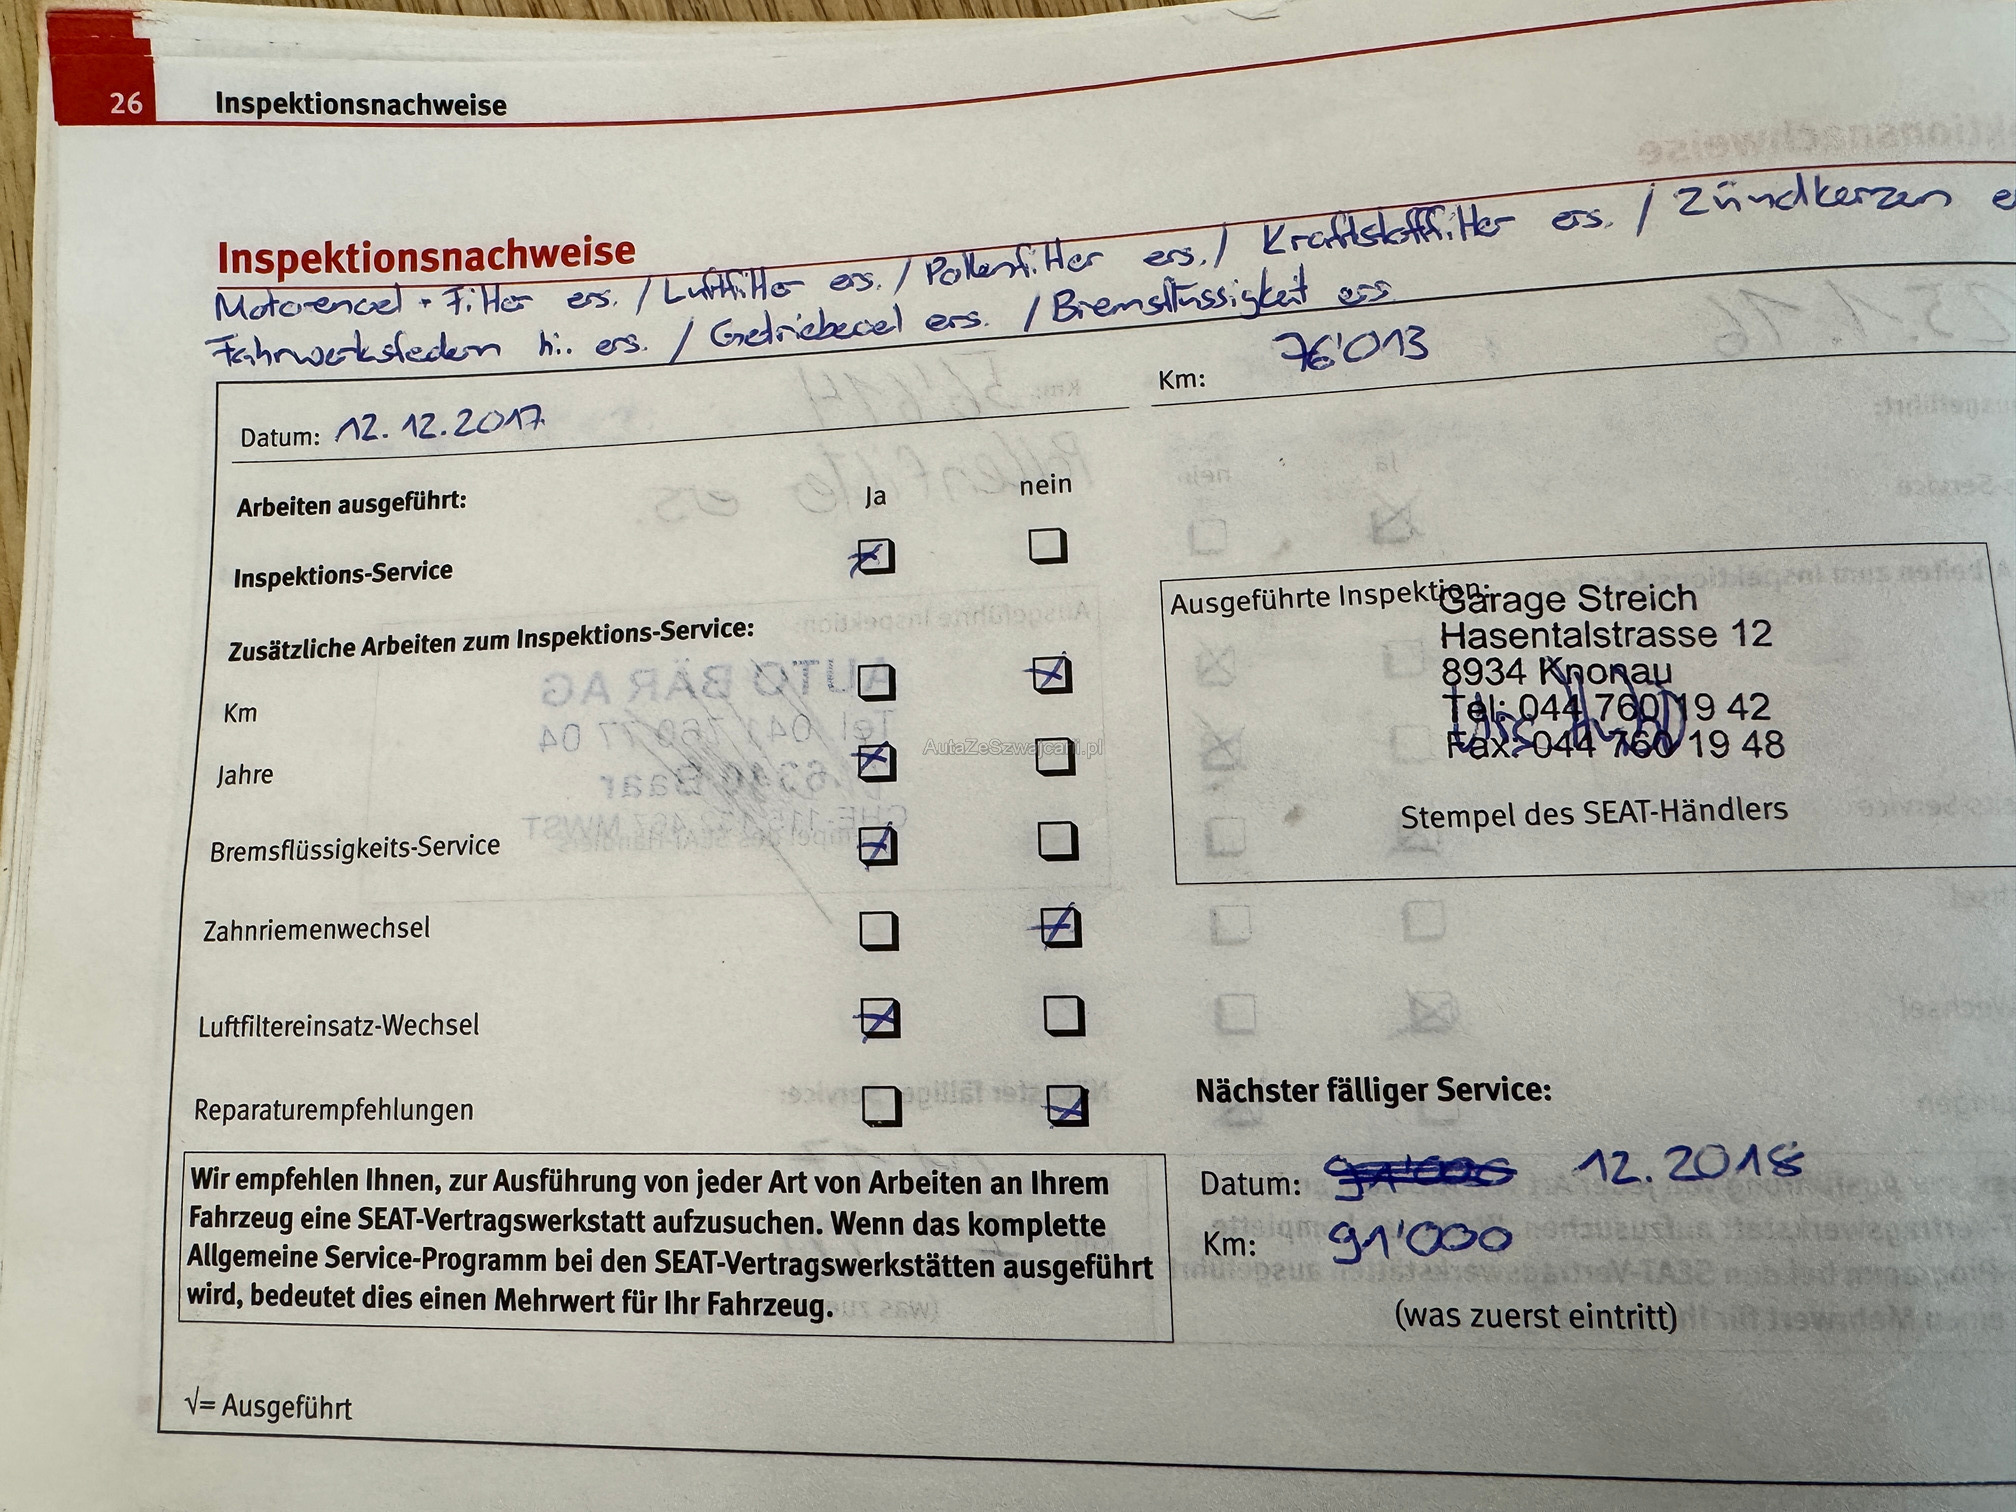 26 Inspektionsnachweise
Inspektionsnachweise
Motorenoel + Filter ers. / Luftfilter ers. / Pollenfilter ers. / Kraftstofffilter ers. / Zündkerzen
Fahrwerksfedern hi. ers. / Getriebeoel ers. / Bremsflüssigkeit ers
Datum: 12.12.2017
Km: 76'013
Arbeiten ausgeführt: Ja nein
Inspektions-Service
Zusätzliche Arbeiten zum Inspektions-Service:
Km
Jahre
Bremsflüssigkeits-Service
Zahnriemenwechsel
Luftfiltereinsatz-Wechsel
Reparaturempfehlungen
Ausgeführte Inspektion:
Garage Streich
Hasentalstrasse 12
8934 Knonau
Tel: 044 760 19 42
Fax: 044 760 19 48
Stempel des SEAT-Händlers
AutaZeSzwajcarii.pl
Nächster fälliger Service:
Datum: 12.2018
Km: 91'000
(was zuerst eintritt)
Wir empfehlen Ihnen, zur Ausführung von jeder Art von Arbeiten an Ihrem
Fahrzeug eine SEAT-Vertragswerkstatt aufzusuchen. Wenn das komplette
Allgemeine Service-Programm bei den SEAT-Vertragswerkstätten ausgeführt
wird, bedeutet dies einen Mehrwert für Ihr Fahrzeug.
√= Ausgeführt